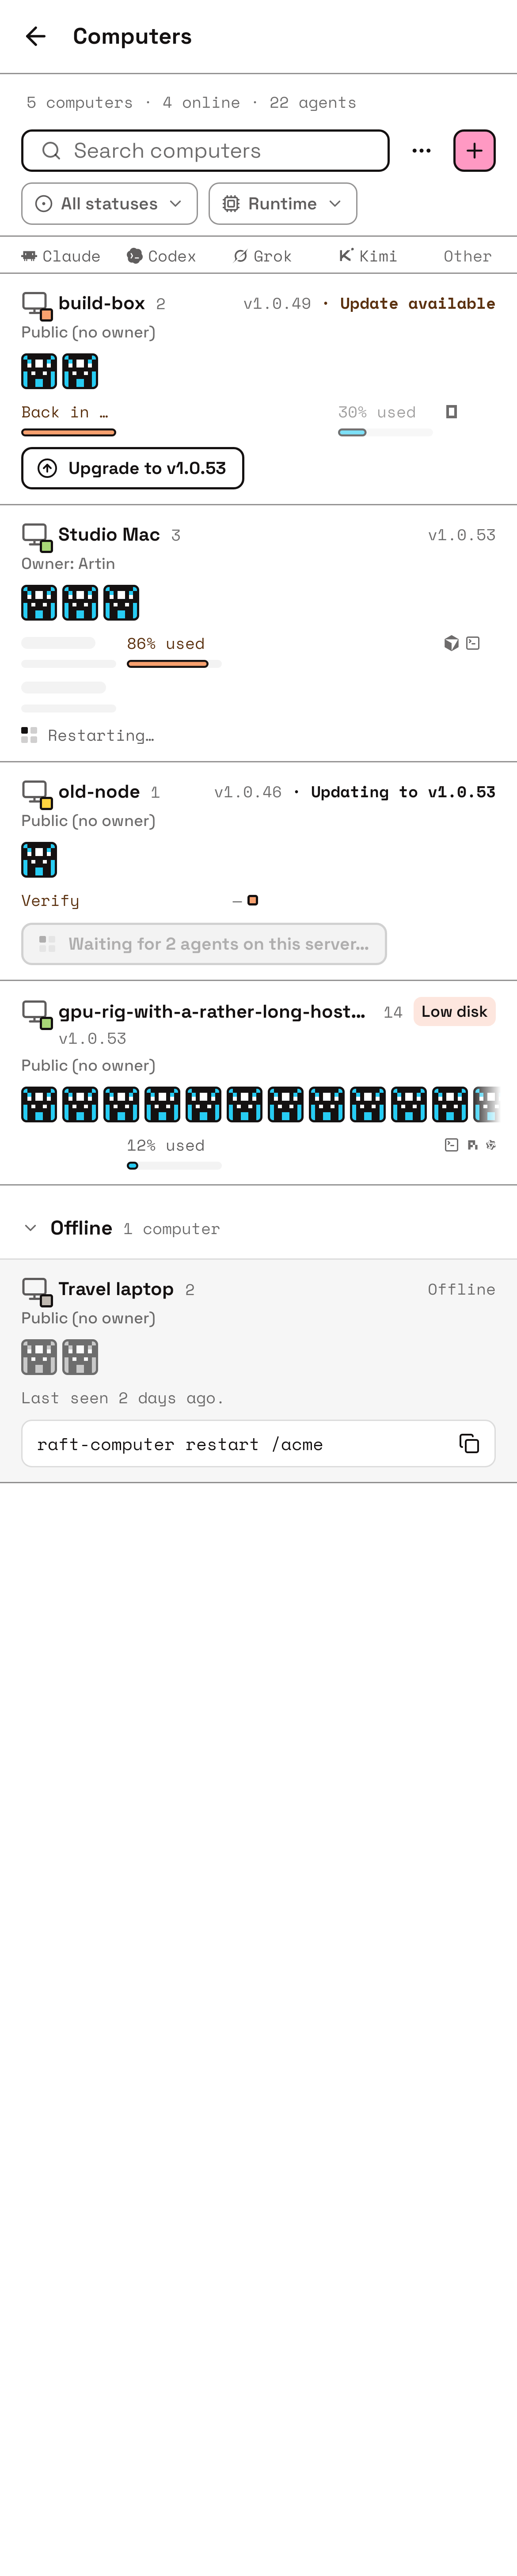 Computers
5 computers · 4 online · 22 agents
Search computers
All statuses
Runtime
Claude
Codex
Grok
Kimi
Other
build-box 2
v1.0.49 · Update available
Public (no owner)
Back in …
30% used
Upgrade to v1.0.53
Studio Mac 3
v1.0.53
Owner: Artin
86% used
Restarting…
old-node 1
v1.0.46 · Updating to v1.0.53
Public (no owner)
Verify
—
Waiting for 2 agents on this server…
gpu-rig-with-a-rather-long-host… 14
Low disk
v1.0.53
Public (no owner)
12% used
Offline 1 computer
Travel laptop 2
Offline
Public (no owner)
Last seen 2 days ago.
raft-computer restart /acme